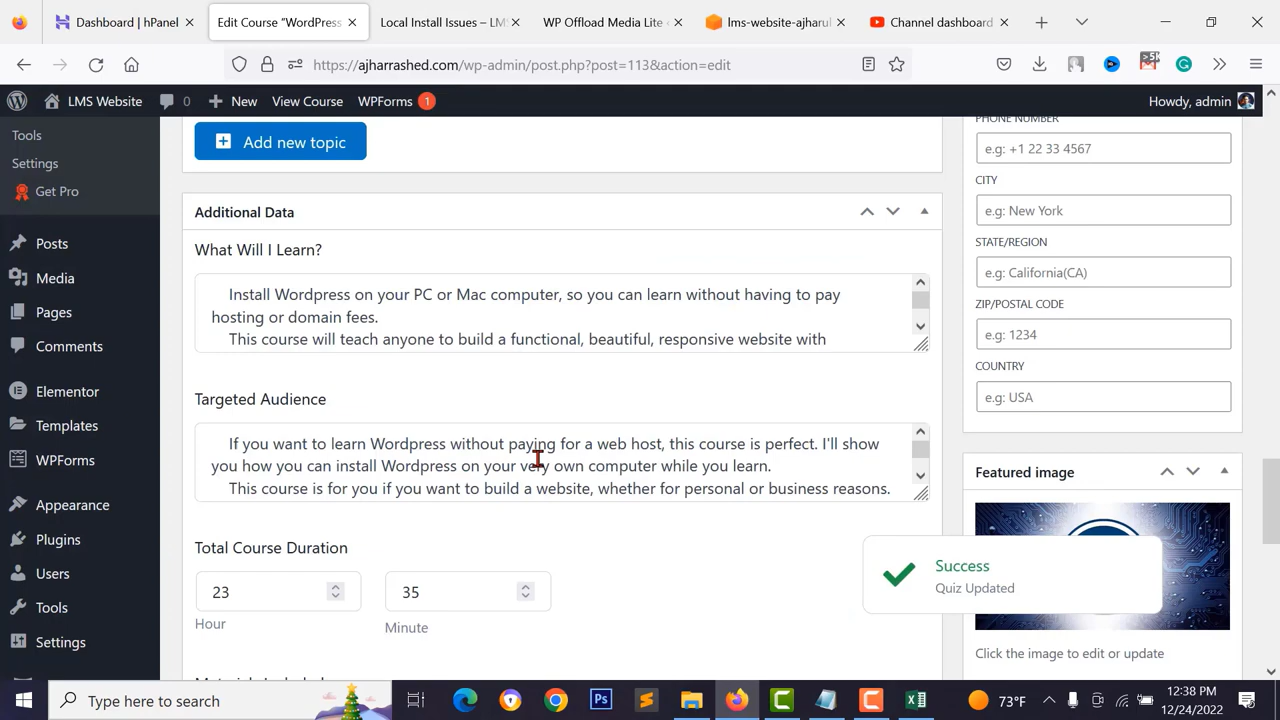 Dashboard | hPanel
Edit Course "WordPress
Local Install Issues – LMS
WP Offload Media Lite
lms-website-ajharul
Channel dashboard
https://ajharrashed.com/wp-admin/post.php?post=113&action=edit
LMS Website
0
New
View Course
WPForms
1
Howdy, admin
Tools
Settings
Get Pro
Posts
Media
Pages
Comments
Elementor
Templates
WPForms
Appearance
Plugins
Users
Tools
Settings
Add new topic
Additional Data
What Will I Learn?
Install Wordpress on your PC or Mac computer, so you can learn without having to pay
hosting or domain fees.
This course will teach anyone to build a functional, beautiful, responsive website with
Targeted Audience
If you want to learn Wordpress without paying for a web host, this course is perfect. I'll show
you how you can install Wordpress on your very own computer while you learn.
This course is for you if you want to build a website, whether for personal or business reasons.
Total Course Duration
23
35
Hour
Minute
PHONE NUMBER
e.g: +1 22 33 4567
CITY
e.g: New York
STATE/REGION
e.g: California(CA)
ZIP/POSTAL CODE
e.g: 1234
COUNTRY
e.g: USA
Featured image
Success
Quiz Updated
Click the image to edit or update
Type here to search
Ps
73°F
12:38 PM
12/24/2022